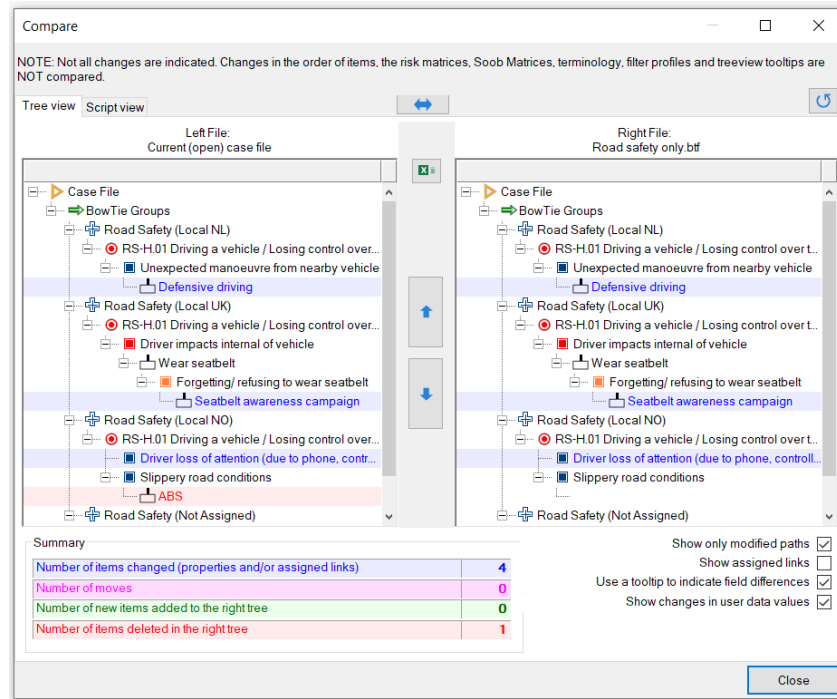 Compare
NOTE: Not all changes are indicated. Changes in the order of items, the risk matrices, Soob Matrices, terminology, filter profiles and treeview tooltips are
NOT compared.
Tree view
Script view
Left File:
Current (open) case file
Case File
BowTie Groups
Road Safety (Local NL)
RS-H.01 Driving a vehicle / Losing control over...
Unexpected manoeuvre from nearby vehicle
Defensive driving
Road Safety (Local UK)
RS-H.01 Driving a vehicle / Losing control over...
Driver impacts internal of vehicle
Wear seatbelt
Forgetting/ refusing to wear seatbelt
Seatbelt awareness campaign
Road Safety (Local NO)
RS-H.01 Driving a vehicle / Losing control over...
Driver loss of attention (due to phone, contr...
Slippery road conditions
ABS
Road Safety (Not Assigned)
Right File:
Road safety only.btf
Case File
BowTie Groups
Road Safety (Local NL)
RS-H.01 Driving a vehicle / Losing control over t...
Unexpected manoeuvre from nearby vehicle
Defensive driving
Road Safety (Local UK)
RS-H.01 Driving a vehicle / Losing control over t...
Driver impacts internal of vehicle
Wear seatbelt
Forgetting/ refusing to wear seatbelt
Seatbelt awareness campaign
Road Safety (Local NO)
RS-H.01 Driving a vehicle / Losing control over t...
Driver loss of attention (due to phone, controll...
Slippery road conditions
Road Safety (Not Assigned)
Summary
Number of items changed (properties and/or assigned links) 4
Number of moves 0
Number of new items added to the right tree 0
Number of items deleted in the right tree 1
Show only modified paths
Show assigned links
Use a tooltip to indicate field differences
Show changes in user data values
Close